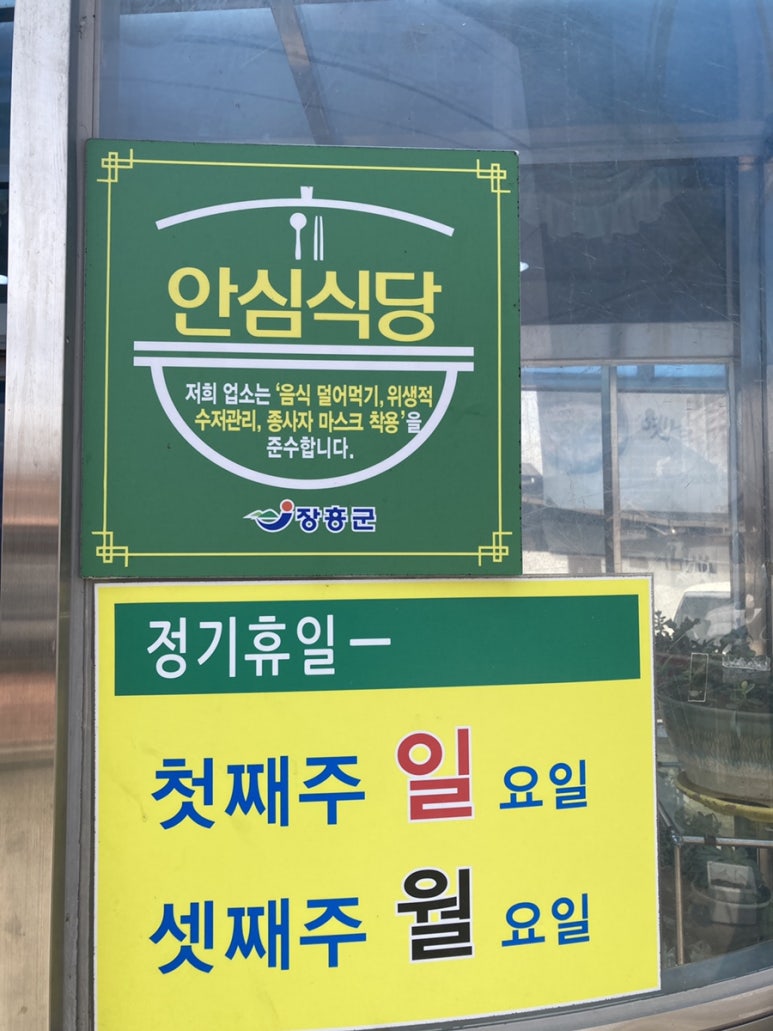 안심식당
저희 업소는 '음식 덜어먹기, 위생적
수저관리, 종사자 마스크 착용'을
준수합니다.
장흥군
정기휴일 -
첫째주 일 요일
셋째주 월 요일